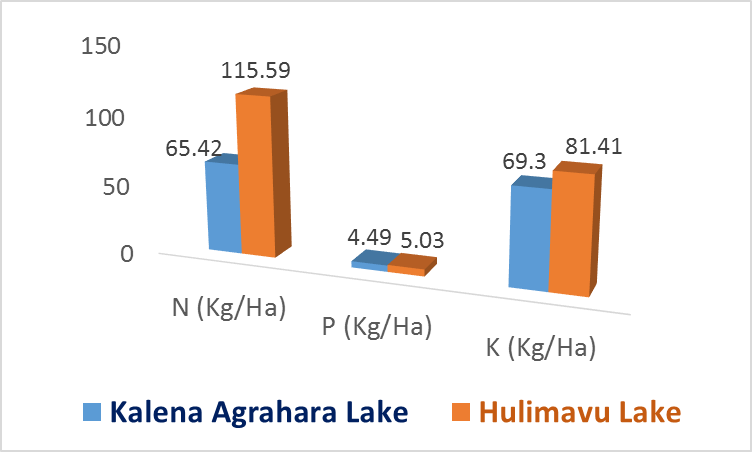 150
100
50
0
65.42
115.59
4.49
5.03
69.3
81.41
N (Kg/Ha)
P (Kg/Ha)
K (Kg/Ha)
Kalena Agrahara Lake
Hulimavu Lake